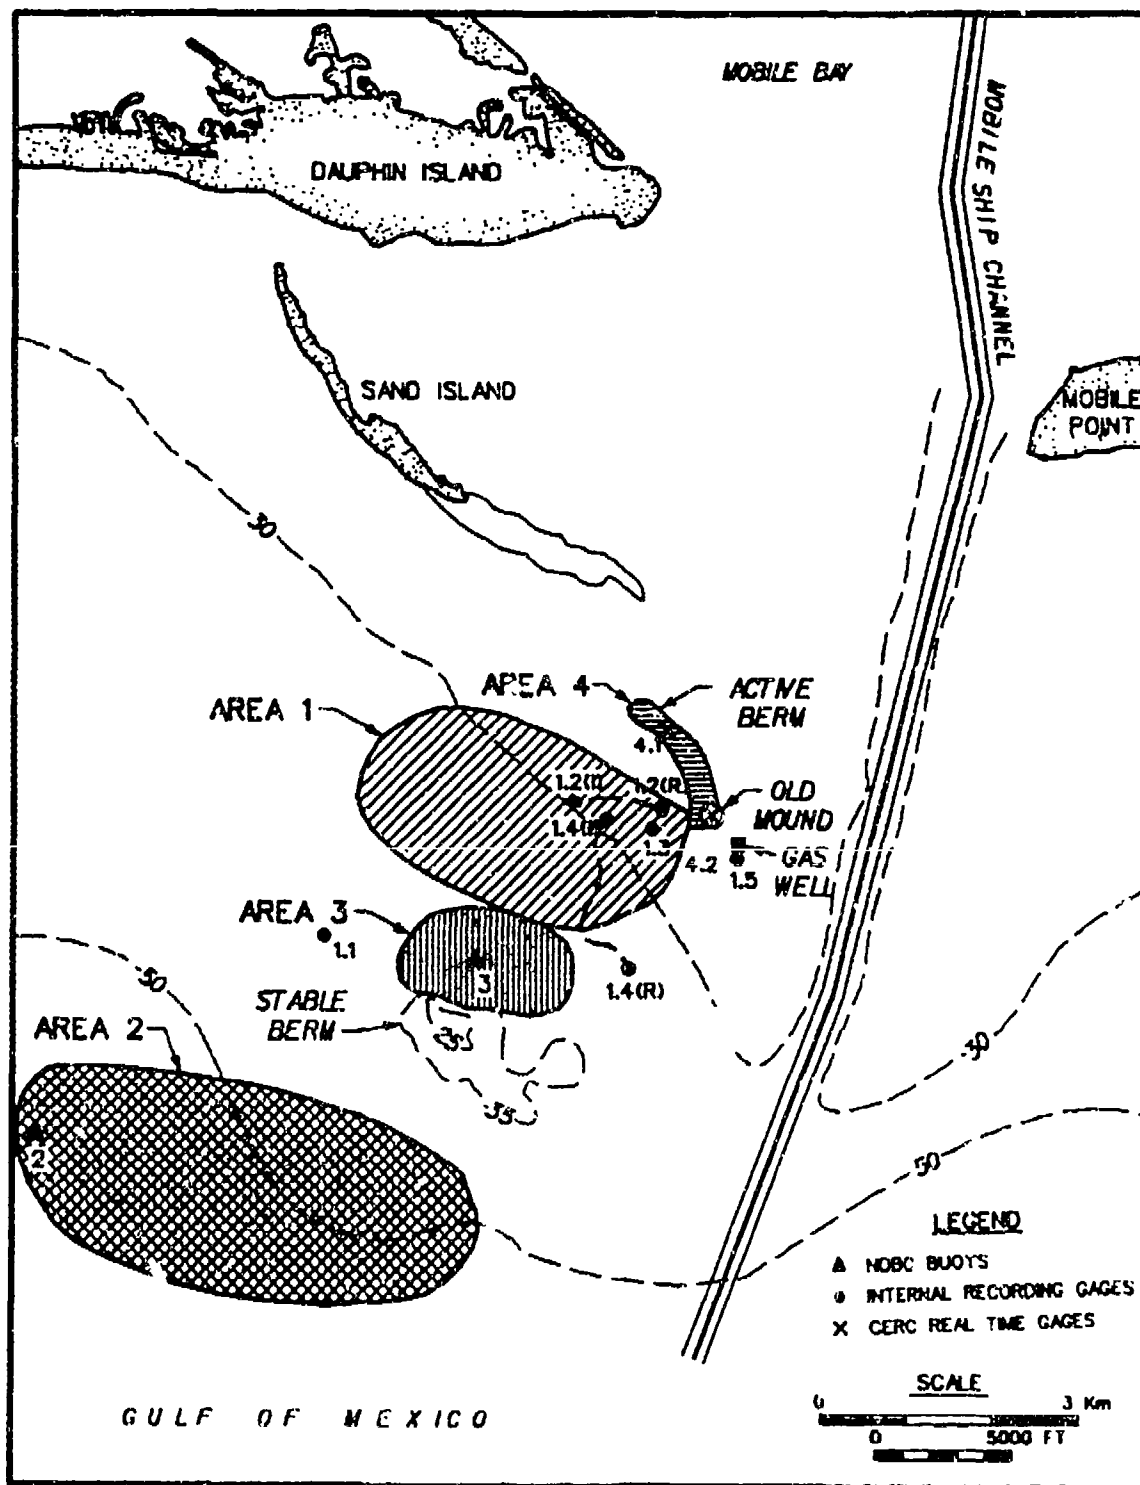 MOBILE BAY
MOBILE SHIP CHANNEL
DAUPHIN ISLAND
SAND ISLAND
MOBILE
POINT
30
AREA 4
ACTIVE
BERM
AREA 1
4.1
1.2(I)
1.2(R)
OLD
MOUND
1.3
4.2
GAS
WELL
1.5
AREA 3
1.1
3
1.4(R)
50
STABLE
BERM
AREA 2
35
30
2
50
LEGEND
NDBC BUOYS
INTERNAL RECORDING GAGES
X CERC REAL TIME GAGES
SCALE
0 3 Km
0 5000 FT
GULF OF MEXICO